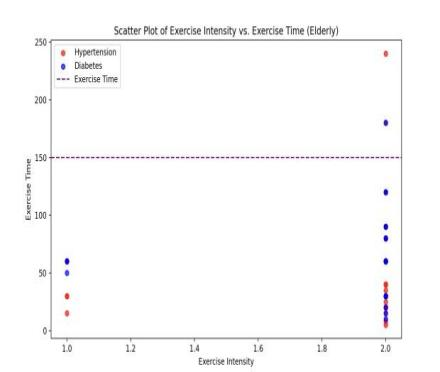 Scatter Plot of Exercise Intensity vs. Exercise Time (Elderly)
250
200
150
100
50
0
Exercise Time
Hypertension
Diabetes
Exercise Time
1.0 1.2 1.4 1.6 1.8 2.0
Exercise Intensity